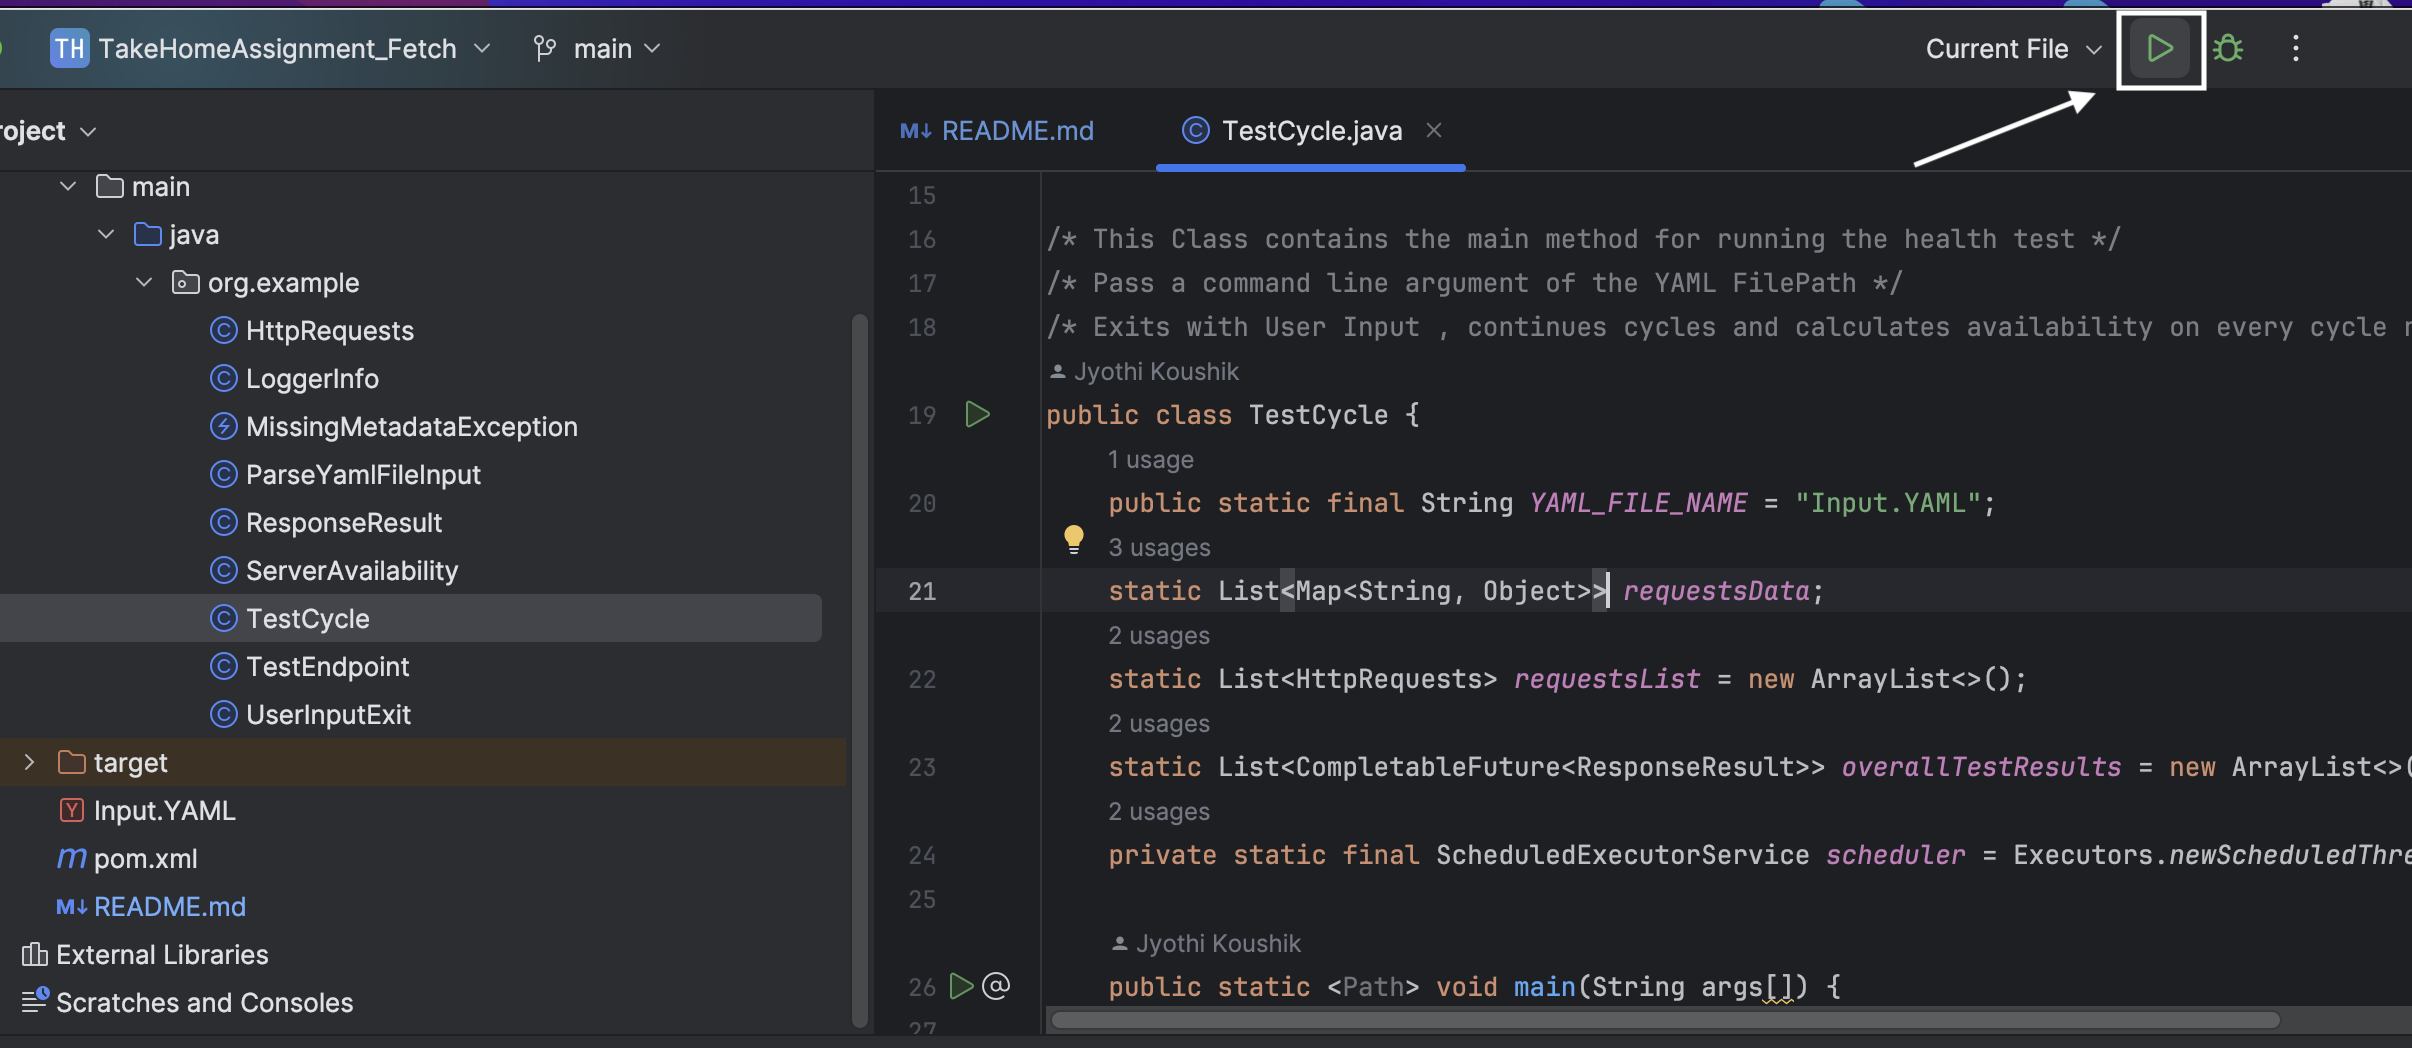 TH TakeHomeAssignment_Fetch main Current File
roject
main
java
org.example
HttpRequests
LoggerInfo
MissingMetadataException
ParseYamlFileInput
ResponseResult
ServerAvailability
TestCycle
TestEndpoint
UserInputExit
target
Input.YAML
pom.xml
README.md
External Libraries
Scratches and Consoles
README.md TestCycle.java
15
16 /* This Class contains the main method for running the health test */
17 /* Pass a command line argument of the YAML FilePath */
18 /* Exits with User Input , continues cycles and calculates availability on every cycle r
Jyothi Koushik
19 public class TestCycle {
1 usage
20 public static final String YAML_FILE_NAME = "Input.YAML";
3 usages
21 static List<Map<String, Object>> requestsData;
2 usages
22 static List<HttpRequests> requestsList = new ArrayList<>();
2 usages
23 static List<CompletableFuture<ResponseResult>> overallTestResults = new ArrayList<>(
2 usages
24 private static final ScheduledExecutorService scheduler = Executors.newScheduledThre
25
Jyothi Koushik
26 public static <Path> void main(String args[]) {
27